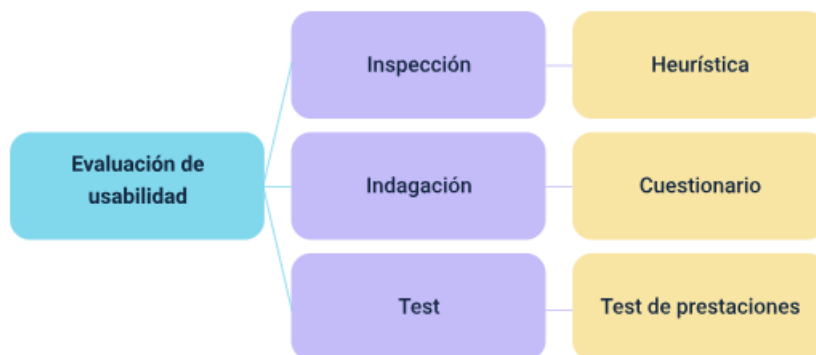 Evaluación de
usabilidad
Inspección
Heurística
Indagación
Cuestionario
Test
Test de prestaciones